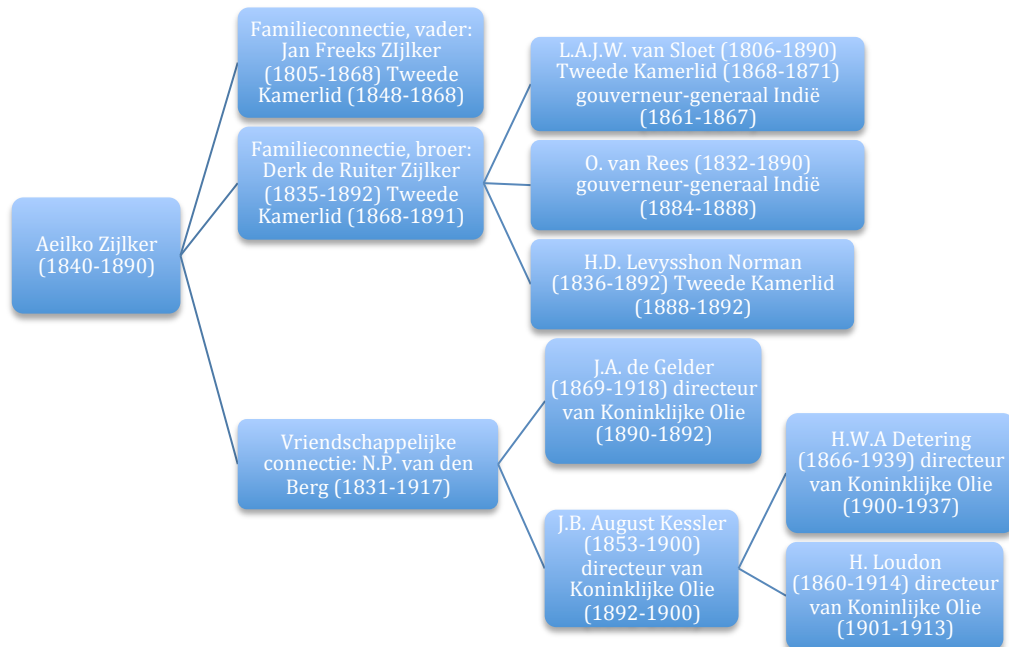 Aeilko Zijlker
(1840-1890)
Familieconnectie, vader:
Jan Freeks ZIjlker
(1805-1868) Tweede
Kamerlid (1848-1868)
Familieconnectie, broer:
Derk de Ruiter Zijlker
(1835-1892) Tweede
Kamerlid (1868-1891)
L.A.J.W. van Sloet (1806-1890)
Tweede Kamerlid (1868-1871)
gouverneur-generaal Indië
(1861-1867)
O. van Rees (1832-1890)
gouverneur-generaal Indië
(1884-1888)
H.D. Levysshon Norman
(1836-1892) Tweede Kamerlid
(1888-1892)
Vriendschappelijke
connectie: N.P. van den
Berg (1831-1917)
J.A. de Gelder
(1869-1918) directeur
van Koninklijke Olie
(1890-1892)
J.B. August Kessler
(1853-1900)
directeur van
Koninklijke Olie
(1892-1900)
H.W.A Detering
(1866-1939) directeur
van Koninklijke Olie
(1900-1937)
H. Loudon
(1860-1914) directeur
van Koninlijke Olie
(1901-1913)